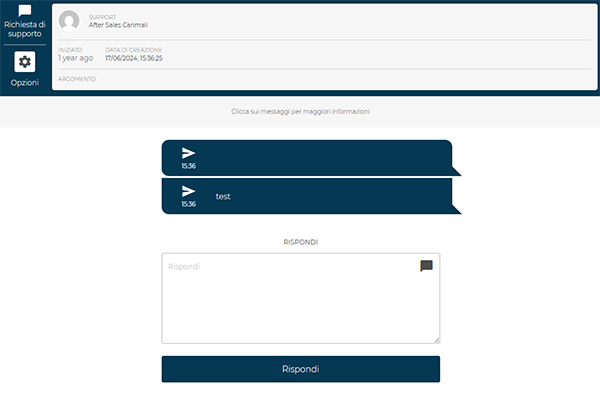 Richiesta di
supporto
Opzioni
SUPPORT
After Sales Carimali
INIZIATO
1 year ago
DATA DI CREAZIONE
17/06/2024, 15:36:25
ARGOMENTO
Clicca sui messaggi per maggiori informazioni
15:36
15:36
test
RISPONDI
Rispondi
Rispondi